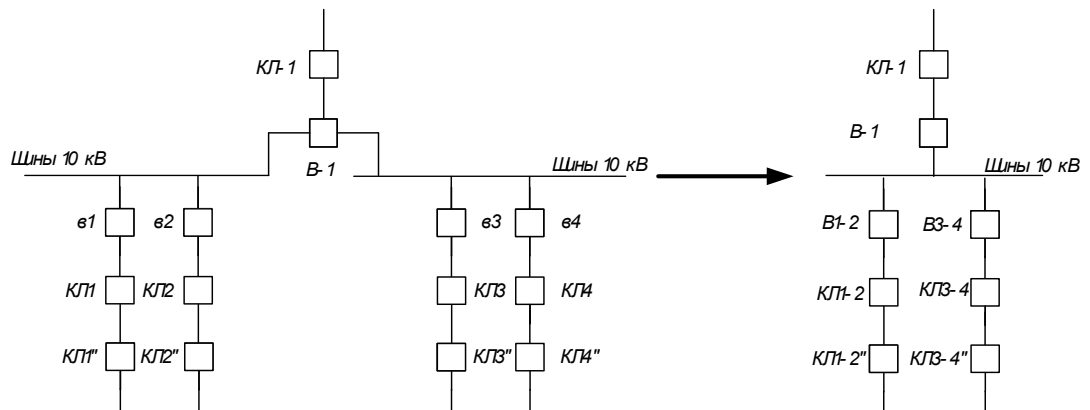 КЛ-1
В-1
Шины 10 кВ
Шины 10 кВ
в1
в2
в3
в4
КЛ1
КЛ2
КЛ3
КЛ4
КЛ1"
КЛ2"
КЛ3"
КЛ4"
КЛ-1
В-1
Шины 10 кВ
В1-2
В3-4
КЛ1-2
КЛ3-4
КЛ1-2"
КЛ3-4"